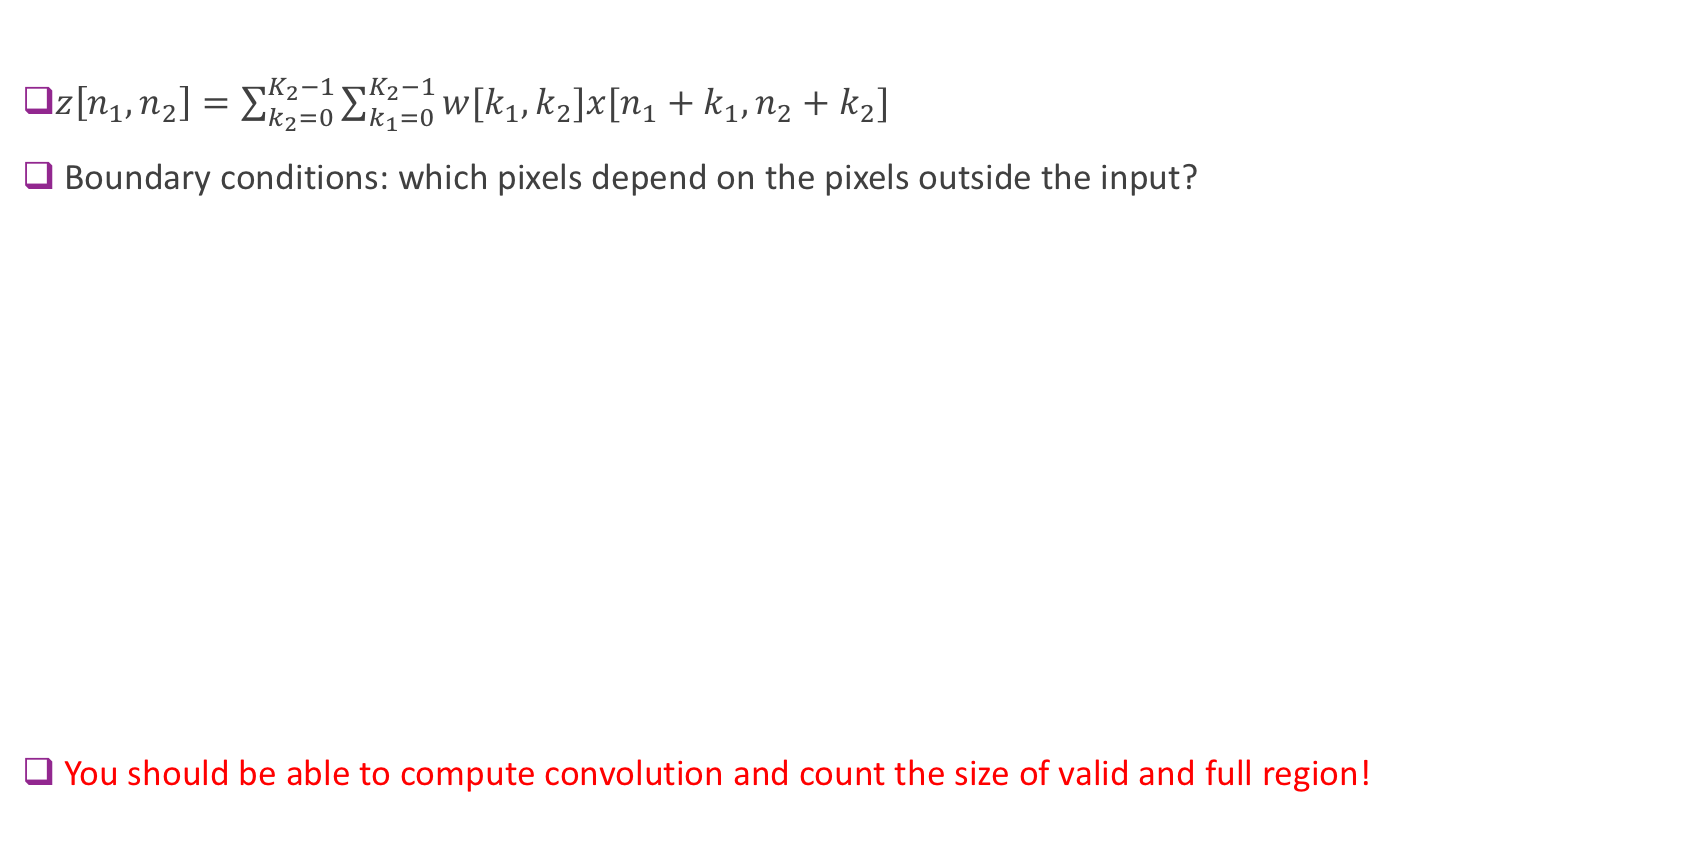 ❑z[n₁, n₂] = ∑_{k₂=0}^{K₂−1} ∑_{k₁=0}^{K₂−1} w[k₁, k₂]x[n₁ + k₁, n₂ + k₂]
❑ Boundary conditions: which pixels depend on the pixels outside the input?
❑ You should be able to compute convolution and count the size of valid and full region!